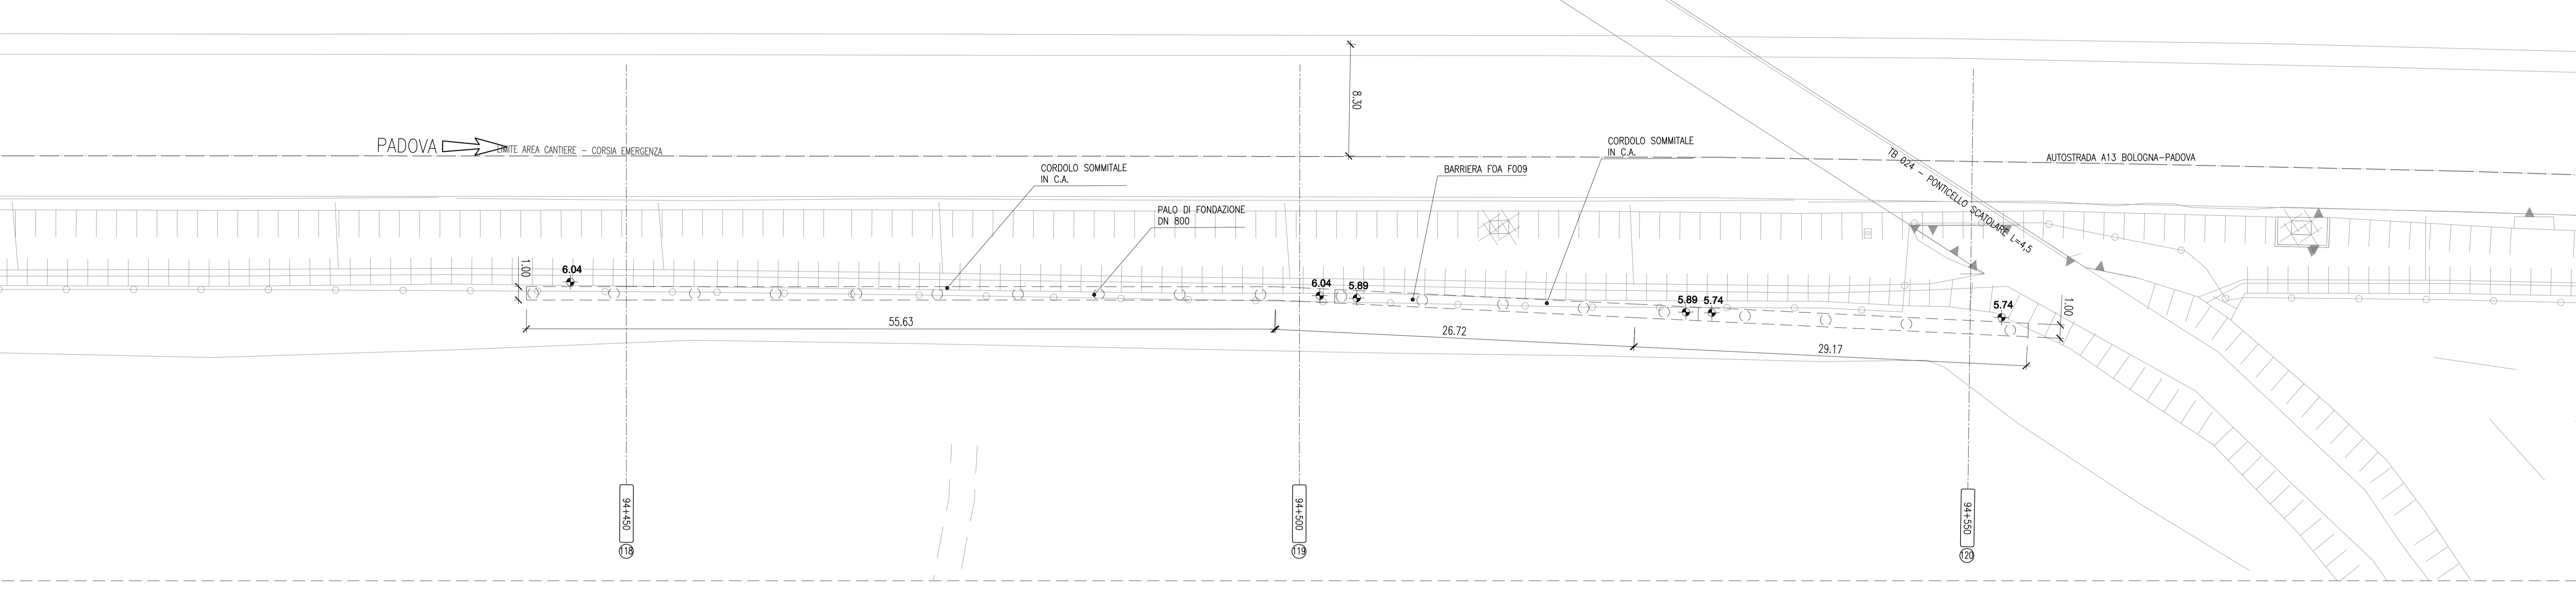 8.30
PADOVA
LIMITE AREA CANTIERE - CORSIA EMERGENZA
CORDOLO SOMMITALE
IN C.A.
CORDOLO SOMMITALE
IN C.A.
BARRIERA FOA F009
TB 024 - PONTICELLO SCATOLARE L=4,5
AUTOSTRADA A13 BOLOGNA-PADOVA
PALO DI FONDAZIONE
DN 800
1.00
6.04
6.04
5.89
5.89
5.74
5.74
1.00
55.63
26.72
29.17
94+450
118
94+500
119
94+550
120